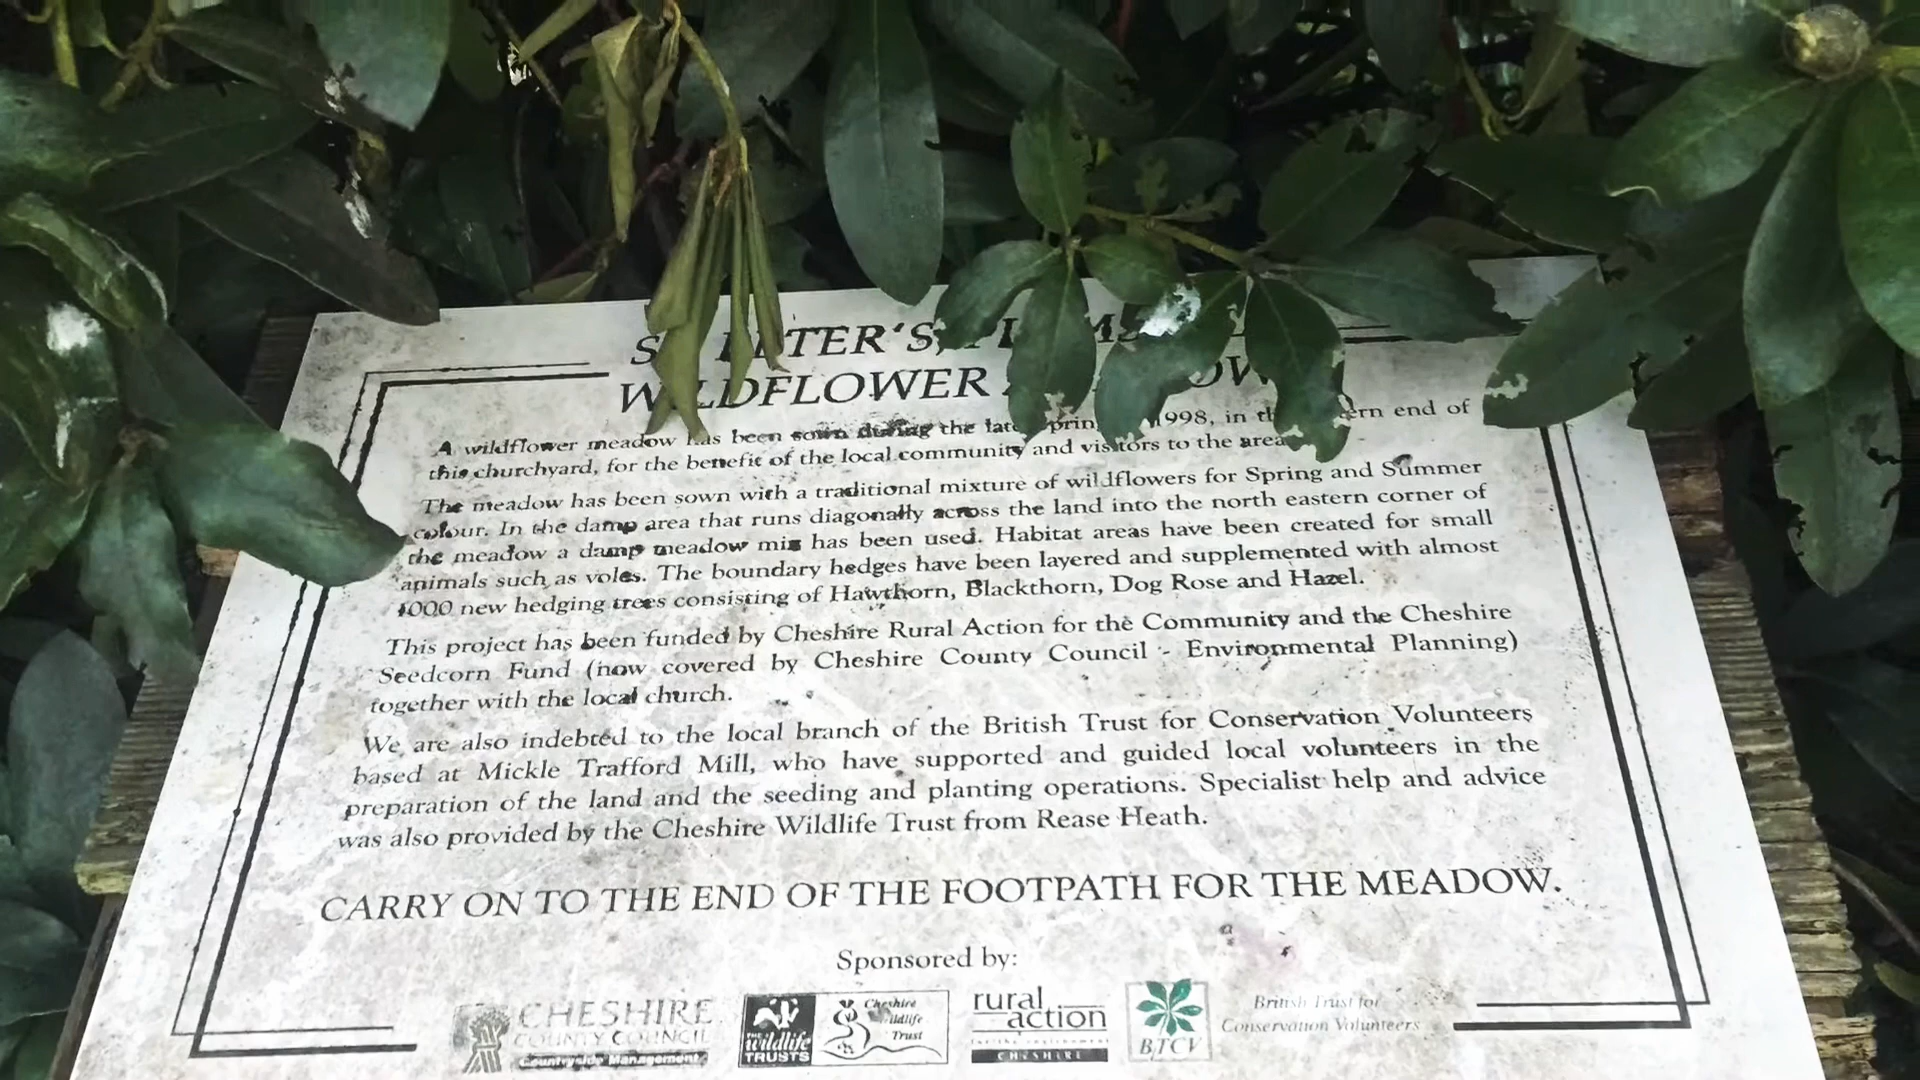 WILDFLOWER
A wildflower meadow has been sown during the late 1998, in end of
this churchyard, for the benefit of the local community and visitors to the area
The meadow has been sown with a traditional mixture of wildflowers for Spring and Summer
colour. In the damp area that runs diagonally across the land into the north eastern corner of
the meadow a damp meadow mix has been used. Habitat areas have been created for small
animals such as voles. The boundary hedges have been layered and supplemented with almost
1000 new hedging trees consisting of Hawthorn, Blackthorn, Dog Rose and Hazel.
This project has been funded by Cheshire Rural Action for the Community and the Cheshire
Seedcorn Fund (now covered by Cheshire County Council - Environmental Planning)
together with the local church.
We are also indebted to the local branch of the British Trust for Conservation Volunteers
based at Mickle Trafford Mill, who have supported and guided local volunteers in the
preparation of the land and the seeding and planting operations. Specialist help and advice
was also provided by the Cheshire Wildlife Trust from Rease Heath.
CARRY ON TO THE END OF THE FOOTPATH FOR THE MEADOW.
Sponsored by:
CHESHIRE
COUNTY COUNCIL
Countryside Management
THE wildlife TRUSTS
Cheshire Wildlife Trust
rural action
for the environment
CHESHIRE
BTCV
British Trust for
Conservation Volunteers